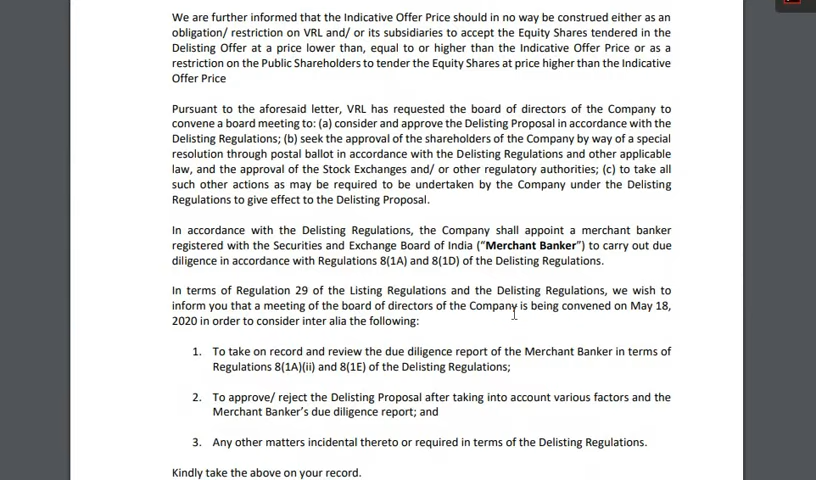 We are further informed that the Indicative Offer Price should in no way be construed either as an
obligation/ restriction on VRL and/ or its subsidiaries to accept the Equity Shares tendered in the
Delisting Offer at a price lower than, equal to or higher than the Indicative Offer Price or as a
restriction on the Public Shareholders to tender the Equity Shares at price higher than the Indicative
Offer Price
Pursuant to the aforesaid letter, VRL has requested the board of directors of the Company to
convene a board meeting to: (a) consider and approve the Delisting Proposal in accordance with the
Delisting Regulations; (b) seek the approval of the shareholders of the Company by way of a special
resolution through postal ballot in accordance with the Delisting Regulations and other applicable
law, and the approval of the Stock Exchanges and/ or other regulatory authorities; (c) to take all
such other actions as may be required to be undertaken by the Company under the Delisting
Regulations to give effect to the Delisting Proposal.
In accordance with the Delisting Regulations, the Company shall appoint a merchant banker
registered with the Securities and Exchange Board of India (“Merchant Banker”) to carry out due
diligence in accordance with Regulations 8(1A) and 8(1D) of the Delisting Regulations.
In terms of Regulation 29 of the Listing Regulations and the Delisting Regulations, we wish to
inform you that a meeting of the board of directors of the Company is being convened on May 18,
2020 in order to consider inter alia the following:
1. To take on record and review the due diligence report of the Merchant Banker in terms of
Regulations 8(1A)(ii) and 8(1E) of the Delisting Regulations;
2. To approve/ reject the Delisting Proposal after taking into account various factors and the
Merchant Banker’s due diligence report; and
3. Any other matters incidental thereto or required in terms of the Delisting Regulations.
Kindly take the above on your record.